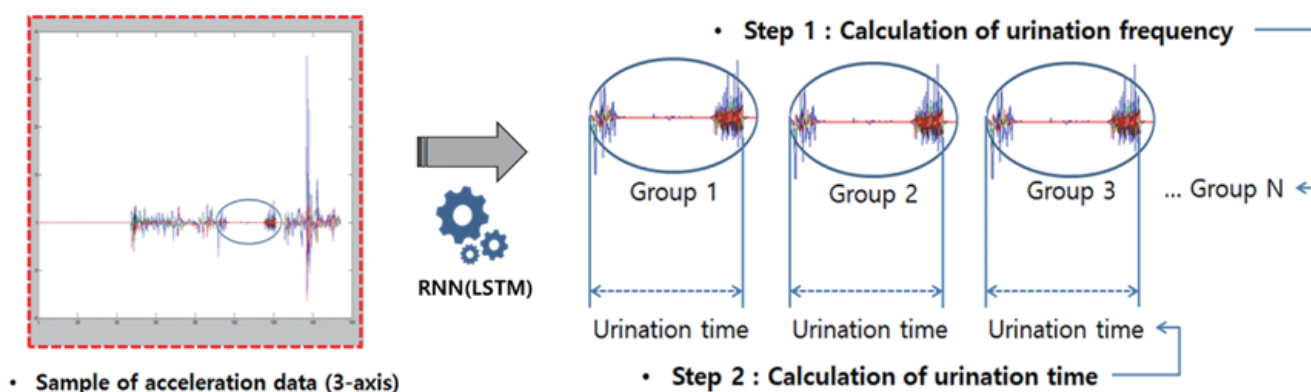 • Step 1 : Calculation of urination frequency
Group 1
Group 2
Group 3
... Group N
RNN(LSTM)
Urination time
Urination time
Urination time
• Sample of acceleration data (3-axis)
• Step 2 : Calculation of urination time